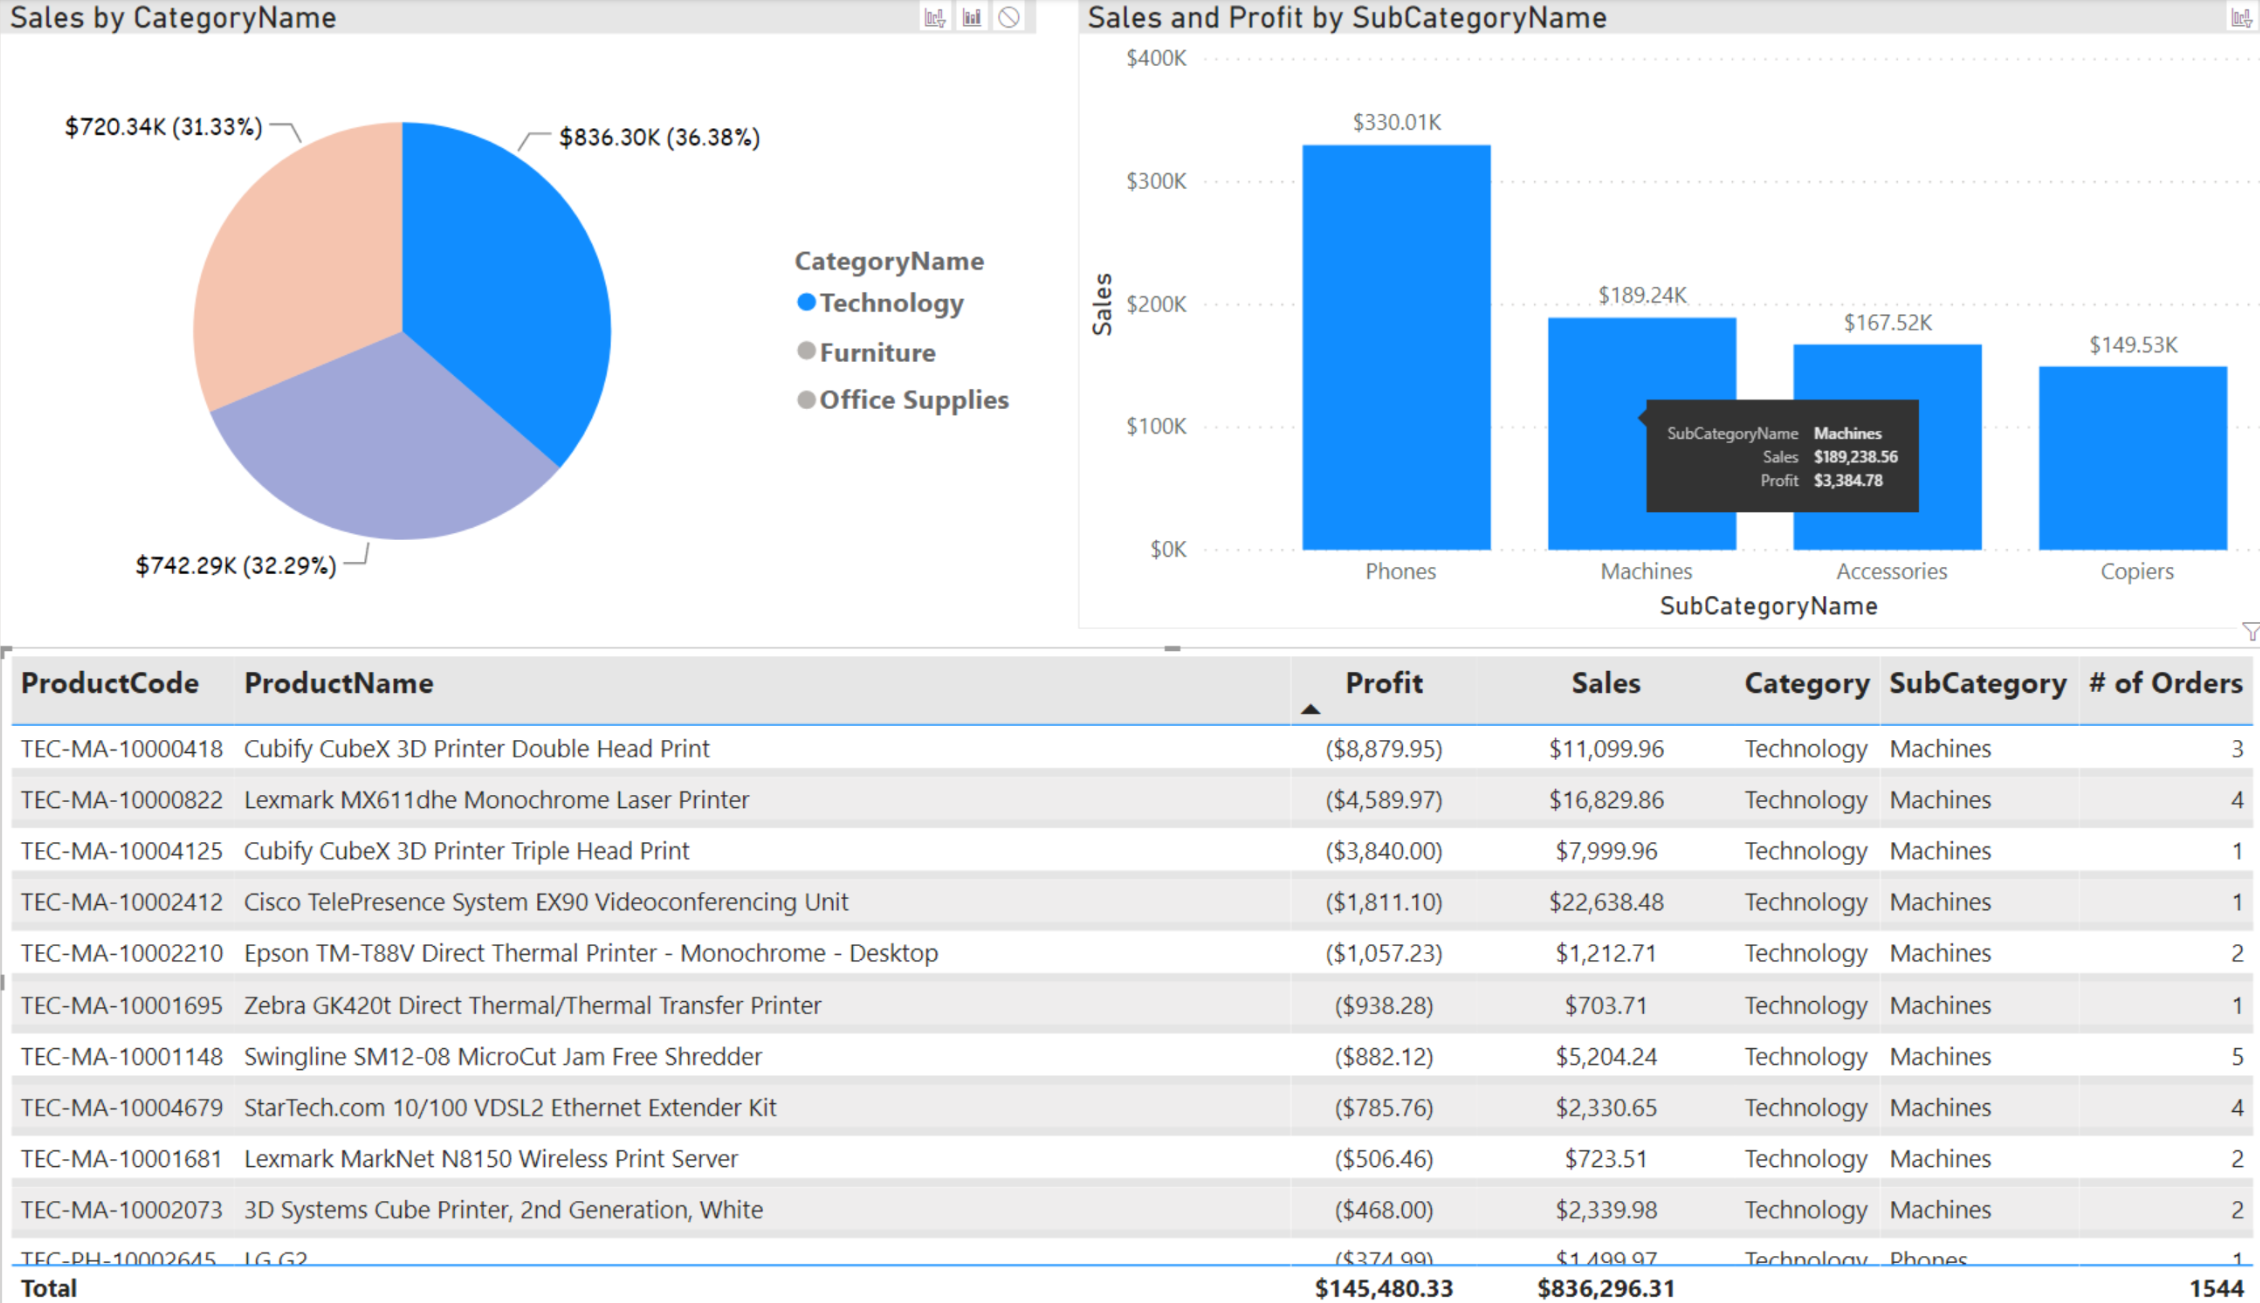 Sales by CategoryName
$720.34K (31.33%)
$836.30K (36.38%)
$742.29K (32.29%)
CategoryName
Technology
Furniture
Office Supplies
Sales and Profit by SubCategoryName
$400K
$300K
$200K
$100K
$0K
Sales
$330.01K
$189.24K
$167.52K
$149.53K
SubCategoryName Machines
Sales $189,238.56
Profit $3,384.78
Phones Machines Accessories Copiers
SubCategoryName
ProductCode ProductName Profit Sales Category SubCategory # of Orders
TEC-MA-10000418 Cubify CubeX 3D Printer Double Head Print ($8,879.95) $11,099.96 Technology Machines 3
TEC-MA-10000822 Lexmark MX611dhe Monochrome Laser Printer ($4,589.97) $16,829.86 Technology Machines 4
TEC-MA-10004125 Cubify CubeX 3D Printer Triple Head Print ($3,840.00) $7,999.96 Technology Machines 1
TEC-MA-10002412 Cisco TelePresence System EX90 Videoconferencing Unit ($1,811.10) $22,638.48 Technology Machines 1
TEC-MA-10002210 Epson TM-T88V Direct Thermal Printer - Monochrome - Desktop ($1,057.23) $1,212.71 Technology Machines 2
TEC-MA-10001695 Zebra GK420t Direct Thermal/Thermal Transfer Printer ($938.28) $703.71 Technology Machines 1
TEC-MA-10001148 Swingline SM12-08 MicroCut Jam Free Shredder ($882.12) $5,204.24 Technology Machines 5
TEC-MA-10004679 StarTech.com 10/100 VDSL2 Ethernet Extender Kit ($785.76) $2,330.65 Technology Machines 4
TEC-MA-10001681 Lexmark MarkNet N8150 Wireless Print Server ($506.46) $723.51 Technology Machines 2
TEC-MA-10002073 3D Systems Cube Printer, 2nd Generation, White ($468.00) $2,339.98 Technology Machines 2
TEC-PH-10002645 LG G2 ($374.99) $1,499.97 Technology Phones 1
Total $145,480.33 $836,296.31 1544